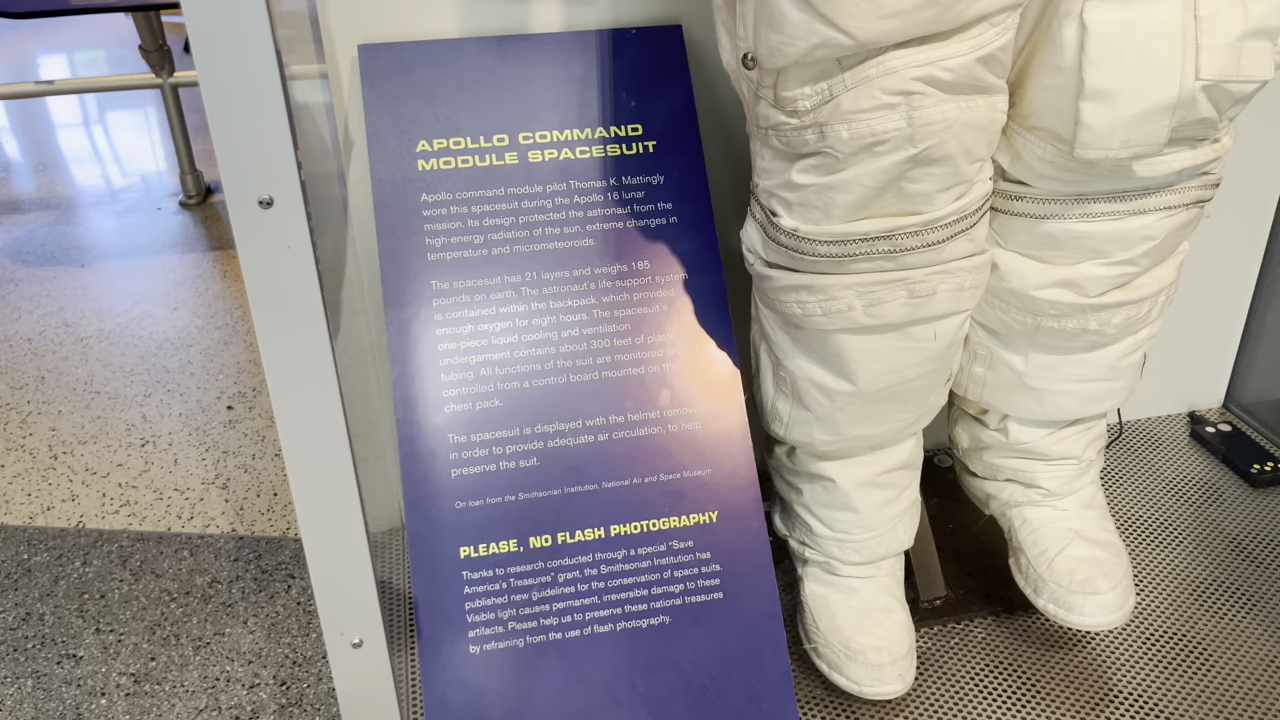 APOLLO COMMAND
MODULE SPACESUIT
Apollo command module pilot Thomas K. Mattingly
wore this spacesuit during the Apollo 16 lunar
mission. Its design protected the astronaut from the
high-energy radiation of the sun, extreme changes in
temperature and micrometeoroids.
The spacesuit has 21 layers and weighs 185
pounds on earth. The astronaut's life-support system
is contained within the backpack, which provided
enough oxygen for eight hours. The spacesuit's
one-piece liquid cooling and ventilation
undergarment contains about 300 feet of plastic
tubing. All functions of the suit are monitored and
controlled from a control board mounted on the
chest pack.
The spacesuit is displayed with the helmet removed
in order to provide adequate air circulation, to help
preserve the suit.
On loan from the Smithsonian Institution, National Air and Space Museum
PLEASE, NO FLASH PHOTOGRAPHY
Thanks to research conducted through a special "Save
America's Treasures" grant, the Smithsonian Institution has
published new guidelines for the conservation of space suits.
Visible light causes permanent, irreversible damage to these
artifacts. Please help us to preserve these national treasures
by refraining from the use of flash photography.